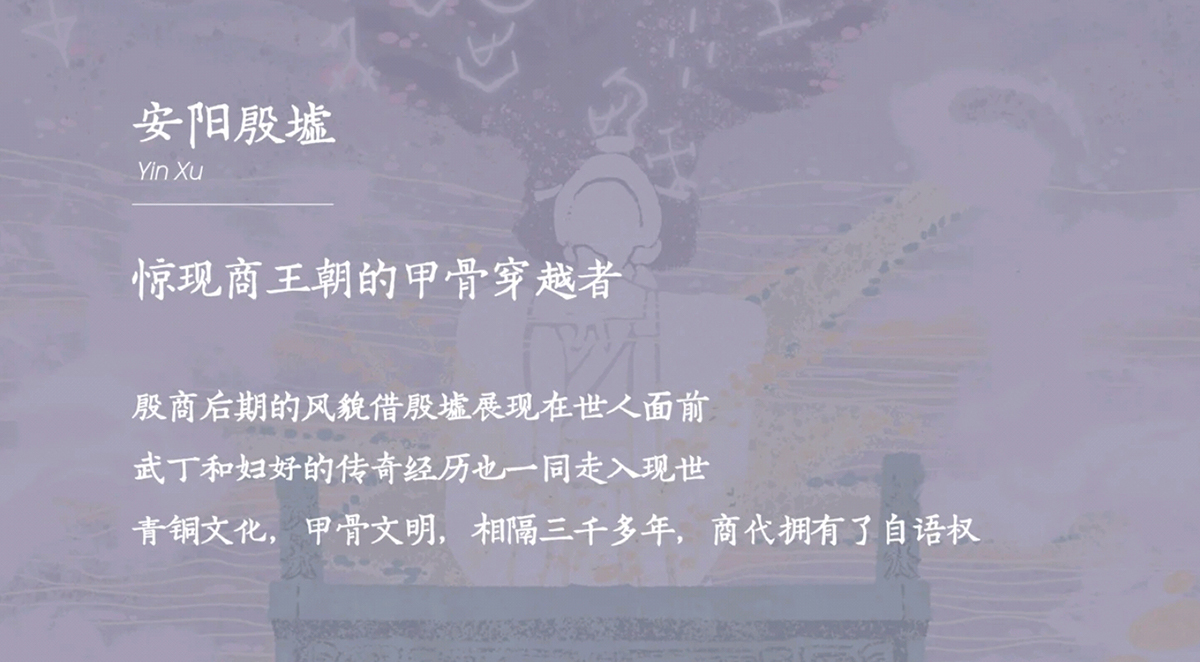 安阳殷墟
Yin Xu
惊现商王朝的甲骨穿越者
殷商后期的风貌借殷墟展现在世人面前
武丁和妇好的传奇经历也一同走入现世
青铜文化，甲骨文明，相隔三千多年，商代拥有了自语权